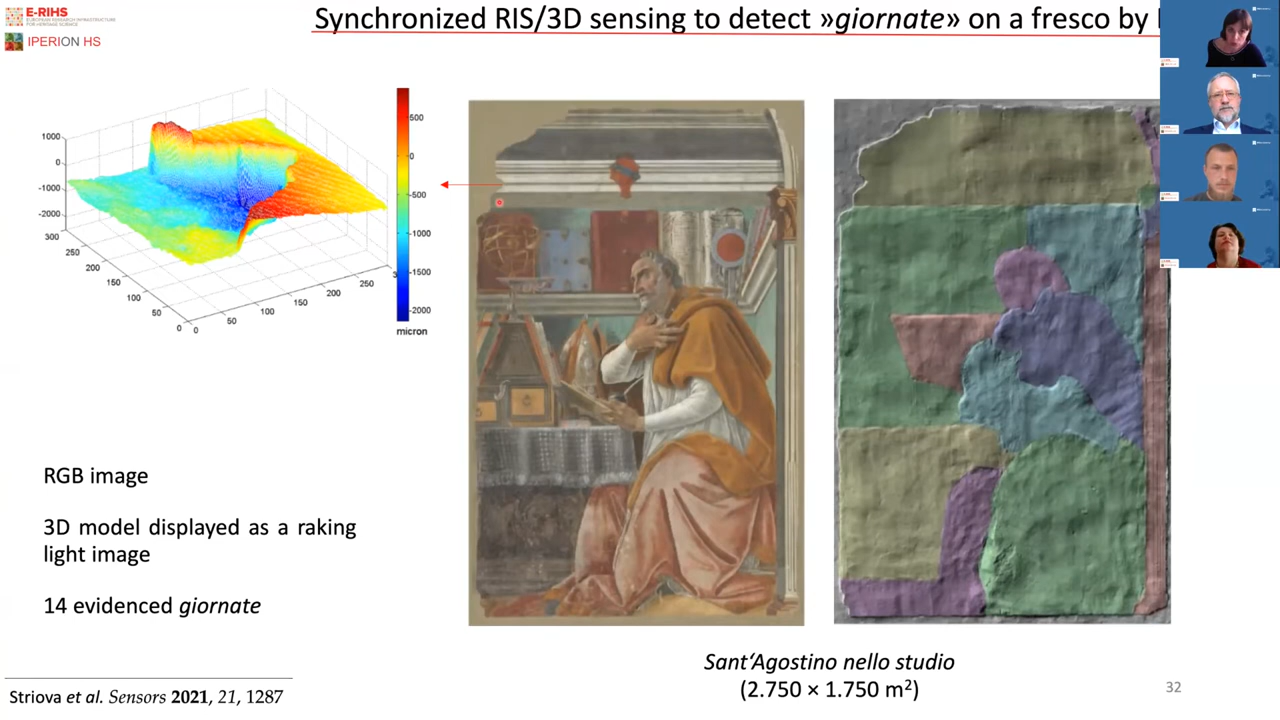 E-RIHS
EUROPEAN RESEARCH INFRASTRUCTURE
FOR HERITAGE SCIENCE
IPERION HS
Synchronized RIS/3D sensing to detect »giornate» on a fresco by
1000
0
-1000
-2000
300
250
200
150
100
50
0
0
50
100
150
200
250
500
0
-500
-1000
-1500
-2000
micron
RGB image
3D model displayed as a raking
light image
14 evidenced giornate
Sant‘Agostino nello studio
(2.750 × 1.750 m²)
Striova et al. Sensors 2021, 21, 1287
32